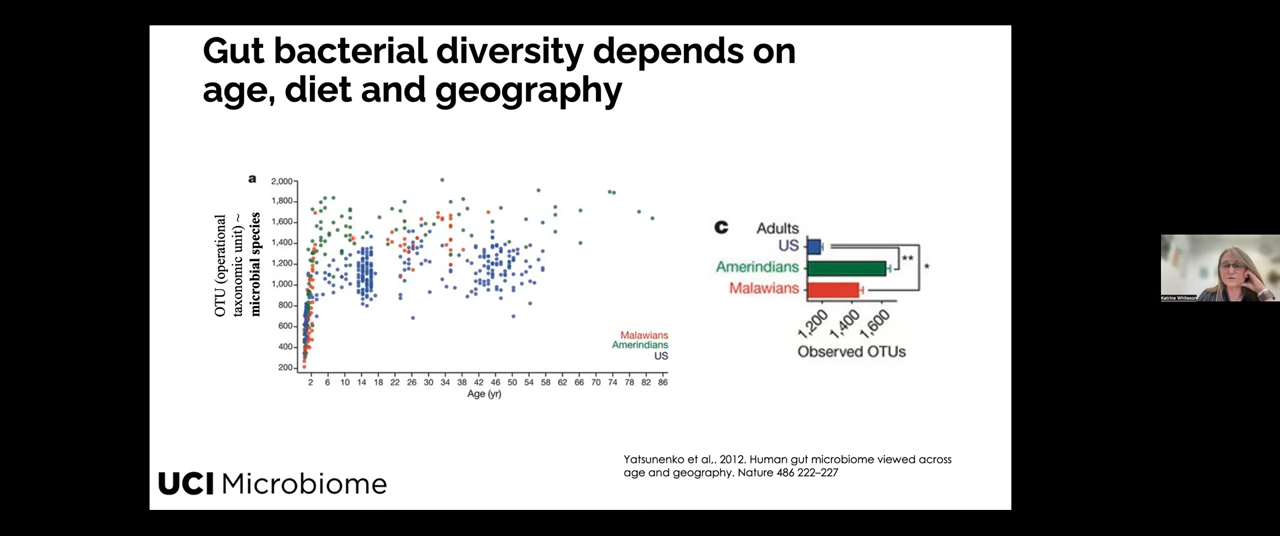 Gut bacterial diversity depends on
age, diet and geography
a
OTU (operational
taxonomic unit) ~
microbial species
2,000
1,800
1,600
1,400
1,200
1,000
800
600
400
200
2 6 10 14 18 22 26 30 34 38 42 46 50 54 58 62 66 70 74 78 82 86
Age (yr)
Malawians
Amerindians
US
C
Adults
US
Amerindians
Malawians
**
*
1,200 1,400 1,600
Observed OTUs
Yatsunenko et al,. 2012. Human gut microbiome viewed across
age and geography. Nature 486 222–227
UCI Microbiome
Katrine Whiteson